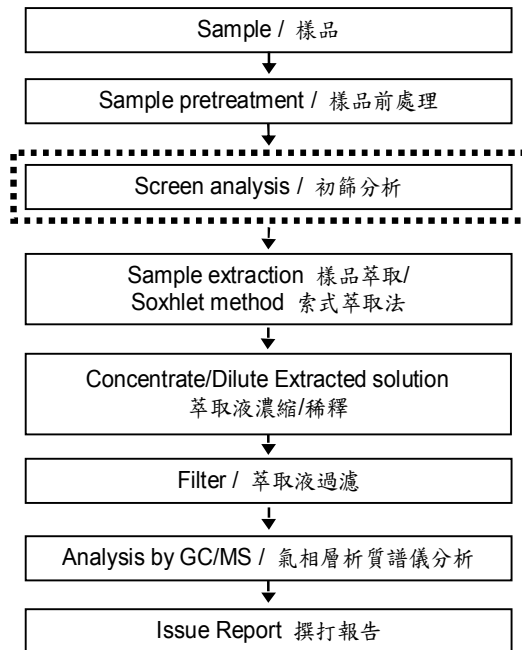 Sample / 樣品
Sample pretreatment / 樣品前處理
Screen analysis / 初篩分析
Sample extraction 樣品萃取/
Soxhlet method 索式萃取法
Concentrate/Dilute Extracted solution
萃取液濃縮/稀釋
Filter / 萃取液過濾
Analysis by GC/MS / 氣相層析質譜儀分析
Issue Report 撰打報告